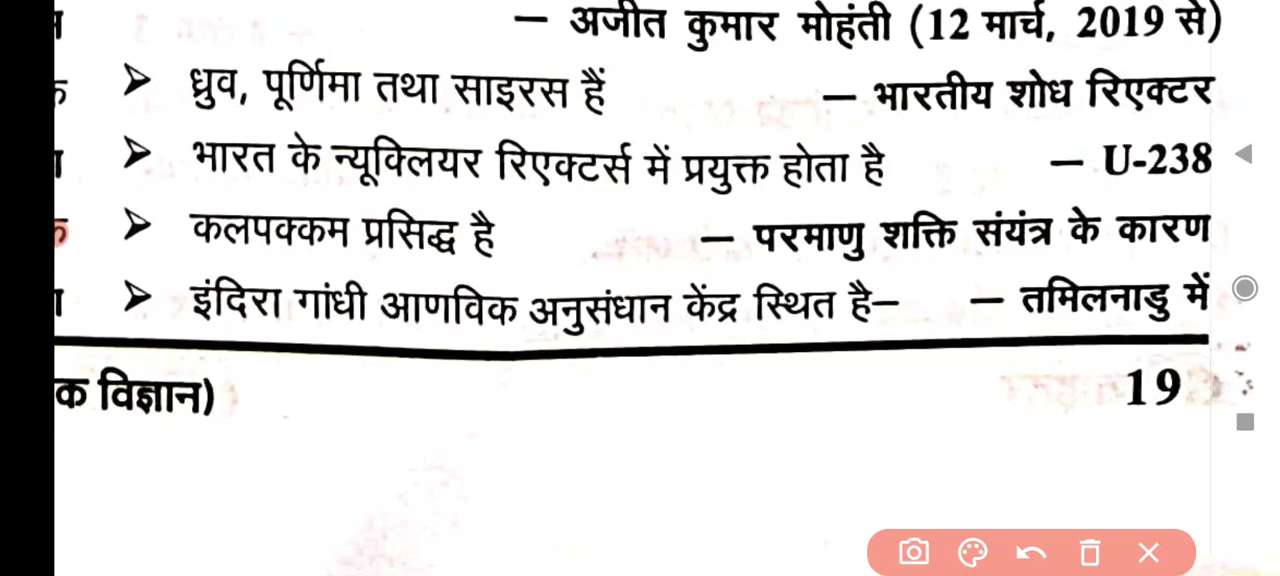 — अजीत कुमार मोहंती (12 मार्च, 2019 से)
➢ ध्रुव, पूर्णिमा तथा साइरस हैं — भारतीय शोध रिएक्टर
➢ भारत के न्यूक्लियर रिएक्टर्स में प्रयुक्त होता है — U-238
➢ कलपक्कम प्रसिद्ध है — परमाणु शक्ति संयंत्र के कारण
➢ इंदिरा गांधी आणविक अनुसंधान केंद्र स्थित है– — तमिलनाडु में
क विज्ञान) 19